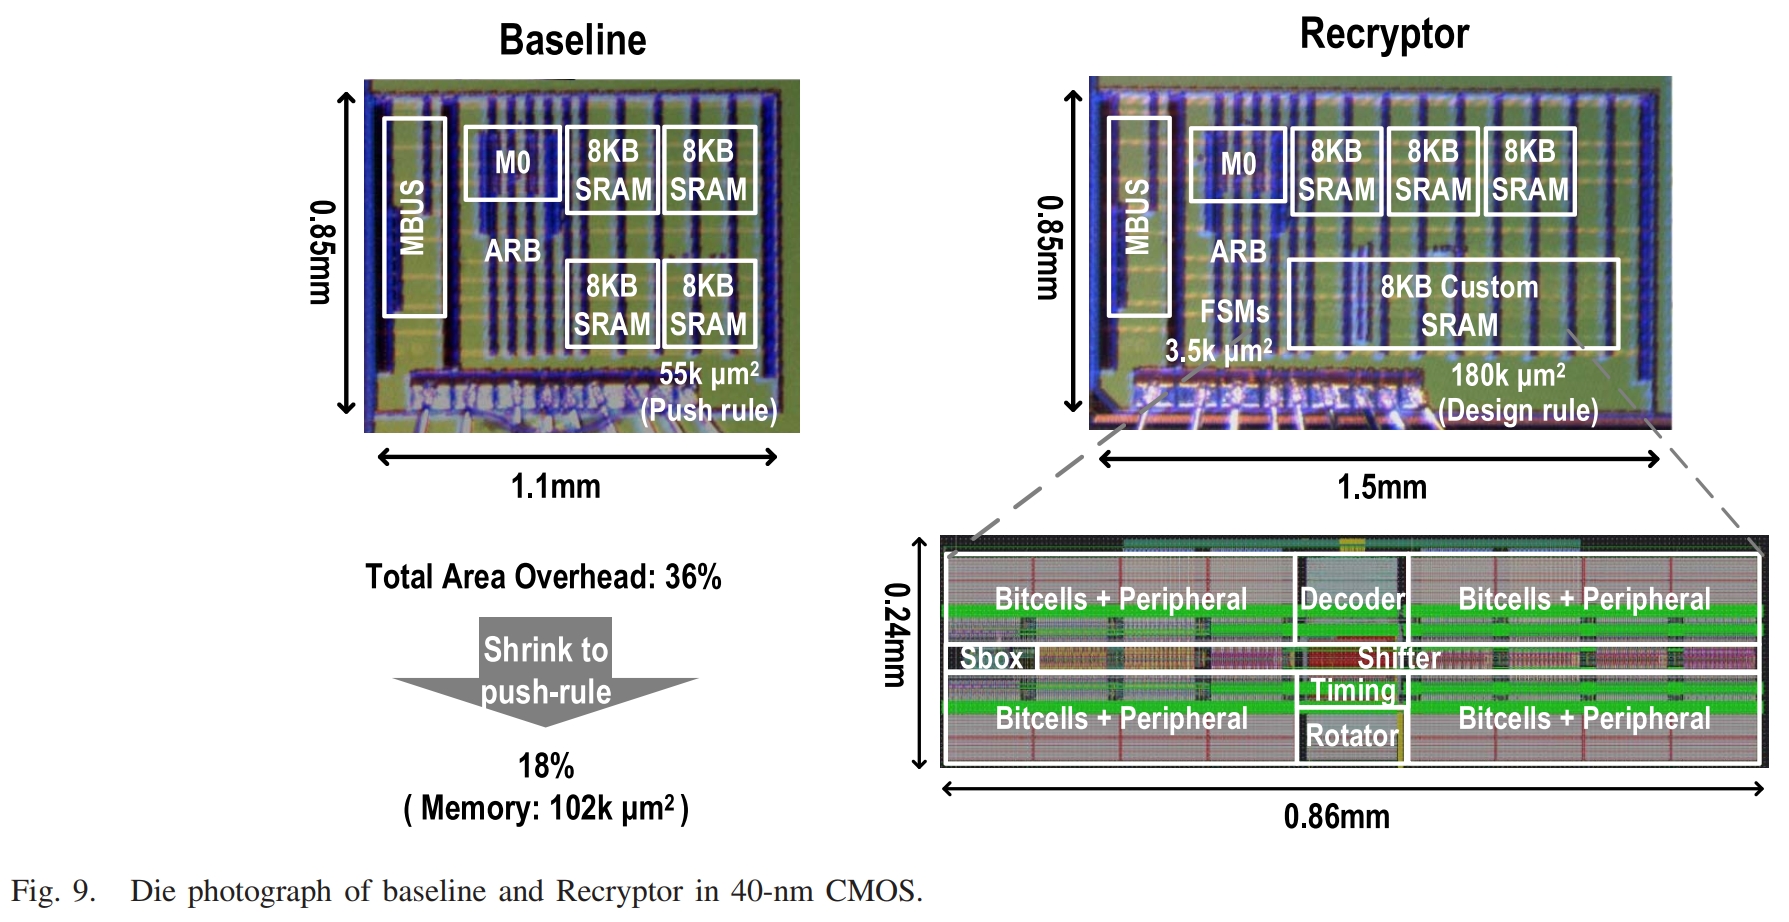 Baseline
Recryptor
0.85mm
MBUS
M0
8KB
SRAM
8KB
SRAM
ARB
8KB
SRAM
8KB
SRAM
55k µm²
(Push rule)
1.1mm
0.85mm
MBUS
M0
8KB
SRAM
8KB
SRAM
8KB
SRAM
ARB
FSMs
3.5k µm²
8KB Custom
SRAM
180k µm²
(Design rule)
1.5mm
Total Area Overhead: 36%
Shrink to
push-rule
18%
( Memory: 102k µm² )
0.24mm
Bitcells + Peripheral
Decoder
Bitcells + Peripheral
Sbox
Shifter
Timing
Bitcells + Peripheral
Rotator
Bitcells + Peripheral
0.86mm
Fig. 9. Die photograph of baseline and Recryptor in 40-nm CMOS.